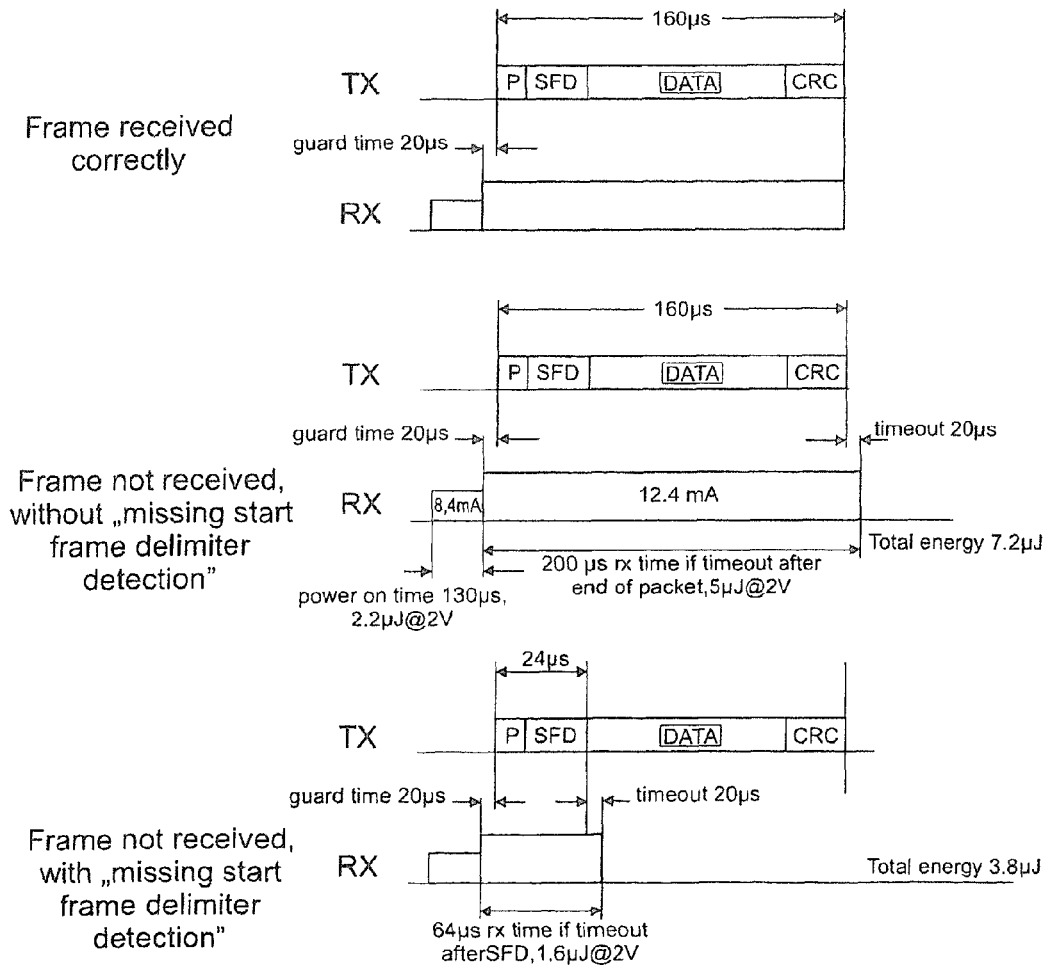 160µs
TX
P SFD DATA CRC
Frame received
correctly
guard time 20µs
RX
160µs
TX
P SFD DATA CRC
guard time 20µs
timeout 20µs
Frame not received,
without „missing start
frame delimiter
detection”
RX
8,4mA
12.4 mA
Total energy 7.2µJ
200 µs rx time if timeout after
end of packet,5µJ@2V
power on time 130µs,
2.2µJ@2V
24µs
TX
P SFD DATA CRC
guard time 20µs
timeout 20µs
Frame not received,
with „missing start
frame delimiter
detection”
RX
Total energy 3.8µJ
64µs rx time if timeout
afterSFD,1.6µJ@2V